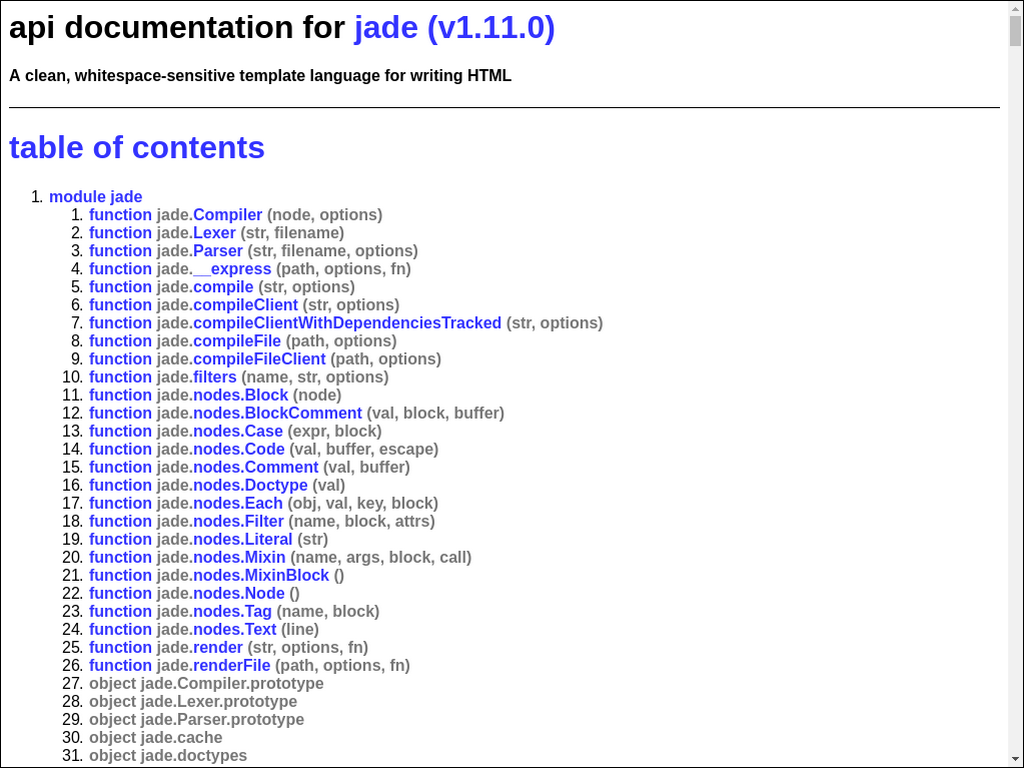 api documentation for jade (v1.11.0)
A clean, whitespace-sensitive template language for writing HTML
table of contents
1. module jade
1. function jade.Compiler (node, options)
2. function jade.Lexer (str, filename)
3. function jade.Parser (str, filename, options)
4. function jade.__express (path, options, fn)
5. function jade.compile (str, options)
6. function jade.compileClient (str, options)
7. function jade.compileClientWithDependenciesTracked (str, options)
8. function jade.compileFile (path, options)
9. function jade.compileFileClient (path, options)
10. function jade.filters (name, str, options)
11. function jade.nodes.Block (node)
12. function jade.nodes.BlockComment (val, block, buffer)
13. function jade.nodes.Case (expr, block)
14. function jade.nodes.Code (val, buffer, escape)
15. function jade.nodes.Comment (val, buffer)
16. function jade.nodes.Doctype (val)
17. function jade.nodes.Each (obj, val, key, block)
18. function jade.nodes.Filter (name, block, attrs)
19. function jade.nodes.Literal (str)
20. function jade.nodes.Mixin (name, args, block, call)
21. function jade.nodes.MixinBlock ()
22. function jade.nodes.Node ()
23. function jade.nodes.Tag (name, block)
24. function jade.nodes.Text (line)
25. function jade.render (str, options, fn)
26. function jade.renderFile (path, options, fn)
27. object jade.Compiler.prototype
28. object jade.Lexer.prototype
29. object jade.Parser.prototype
30. object jade.cache
31. object jade.doctypes